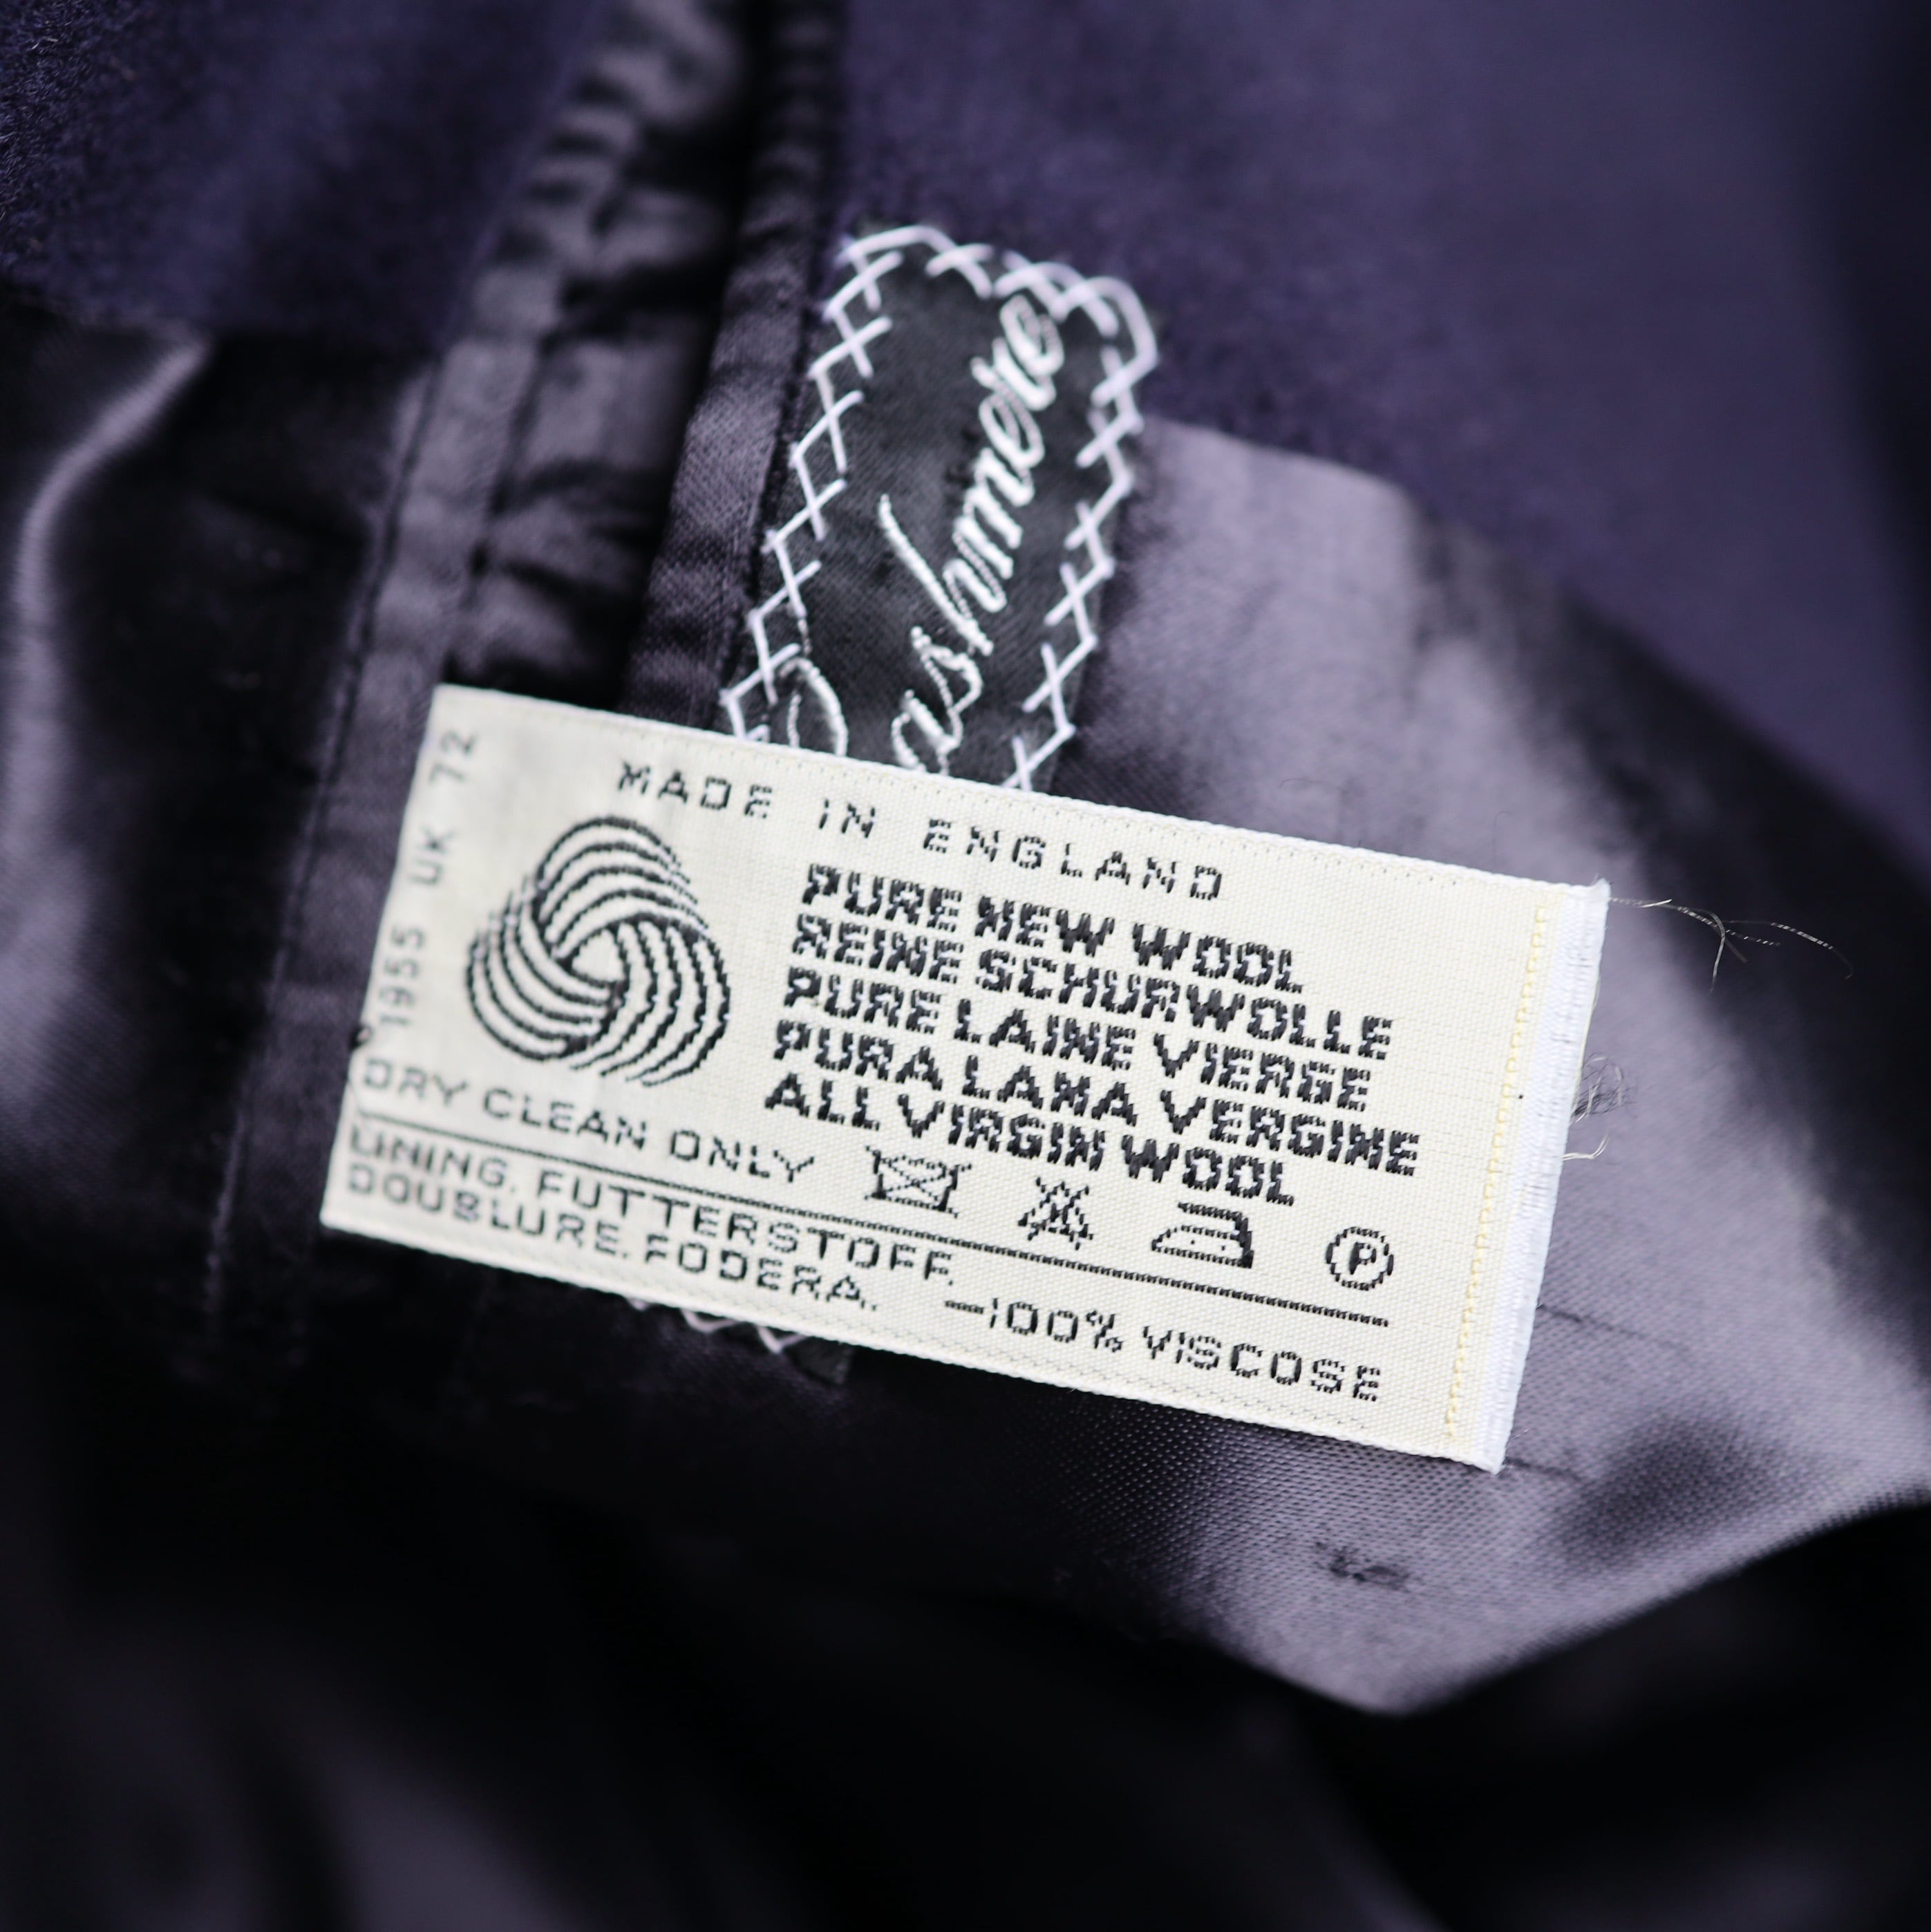 Cashmere
MADE IN ENGLAND
1955 UK 72
PURE NEW WOOL
REINE SCHURWOLLE
PURE LAINE VIERGE
PURA LANA VERGINE
ALL VIRGIN WOOL
DRY CLEAN ONLY
P
LINING. FUTTERSTOFF.
DOUBLURE. FODERA.
–100% VISCOSE